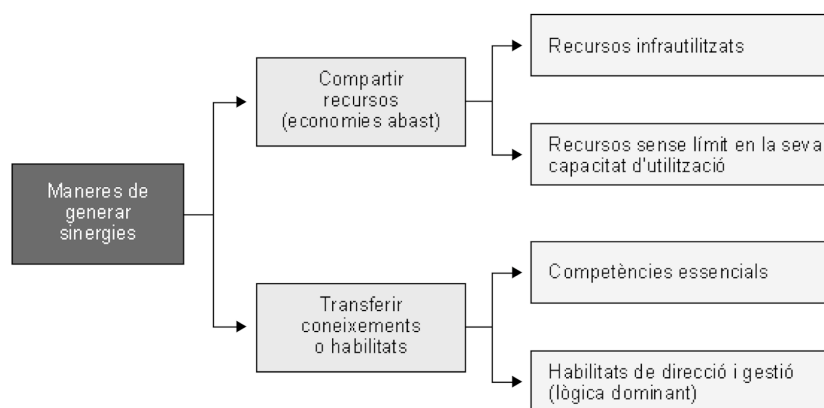 Maneres de
generar
sinergies
Compartir
recursos
(economies abast)
Recursos infrautilitzats
Recursos sense límit en la seva
capacitat d'utilització
Transferir
coneixements
o habilitats
Competències essencials
Habilitats de direcció i gestió
(lògica dominant)